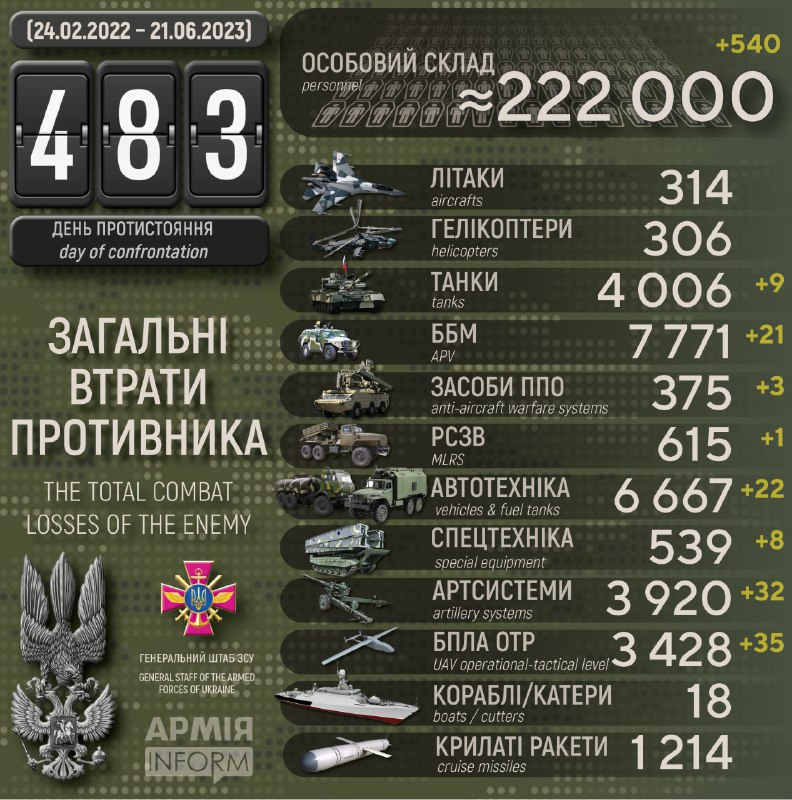 (24.02.2022 – 21.06.2023)
483
ДЕНЬ ПРОТИСТОЯННЯ
day of confrontation
ЗАГАЛЬНІ
ВТРАТИ
ПРОТИВНИКА
THE TOTAL COMBAT
LOSSES OF THE ENEMY
ГЕНЕРАЛЬНИЙ ШТАБ ЗСУ
GENERAL STAFF OF THE ARMED
FORCES OF UKRAINE
АРМІЯ
INFORM
+540
ОСОБОВИЙ СКЛАД
personnel
≈222 000
ЛІТАКИ 314
aircrafts
ГЕЛІКОПТЕРИ 306
helicopters
ТАНКИ 4 006 +9
tanks
ББМ 7 771 +21
APV
ЗАСОБИ ППО 375 +3
anti-aircraft warfare systems
РСЗВ 615 +1
MLRS
АВТОТЕХНІКА 6 667 +22
vehicles & fuel tanks
СПЕЦТЕХНІКА 539 +8
special equipment
АРТСИСТЕМИ 3 920 +32
artillery systems
БПЛА ОТР 3 428 +35
UAV operational-tactical level
КОРАБЛІ/КАТЕРИ 18
boats / cutters
КРИЛАТІ РАКЕТИ 1 214
cruise missiles